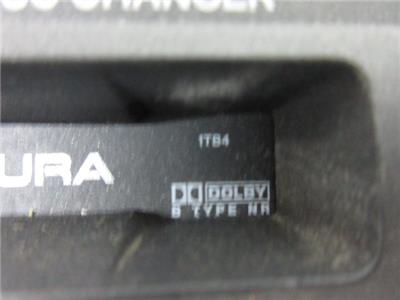 CHANGER
1TB4
URA
DOLBY
B TYPE NR